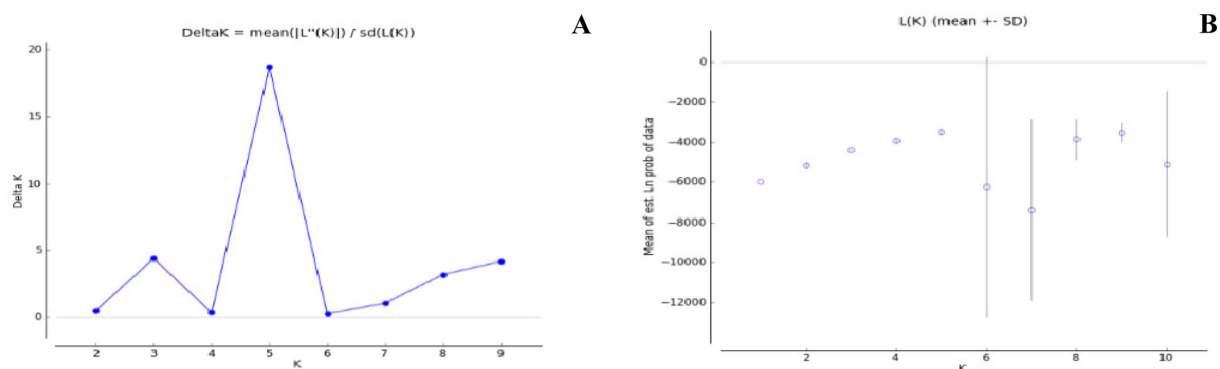 A
DeltaK = mean(|L"(K)|) / sd(L(K))
20
15
10
5
0
Delta K
2 3 4 5 6 7 8 9
K
B
L(K) (mean +- SD)
0
−2000
−4000
−6000
−8000
−10000
−12000
Mean of est. Ln prob of data
2 4 6 8 10
K